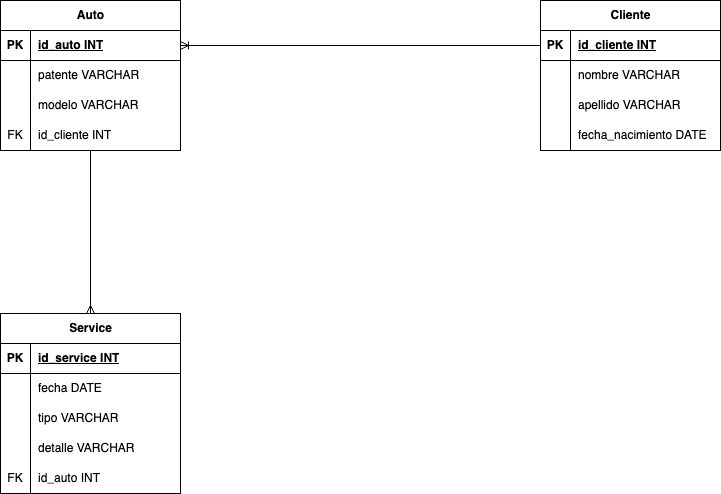 Auto
PK id_auto INT
patente VARCHAR
modelo VARCHAR
FK id_cliente INT
Cliente
PK id_cliente INT
nombre VARCHAR
apellido VARCHAR
fecha_nacimiento DATE
Service
PK id_service INT
fecha DATE
tipo VARCHAR
detalle VARCHAR
FK id_auto INT